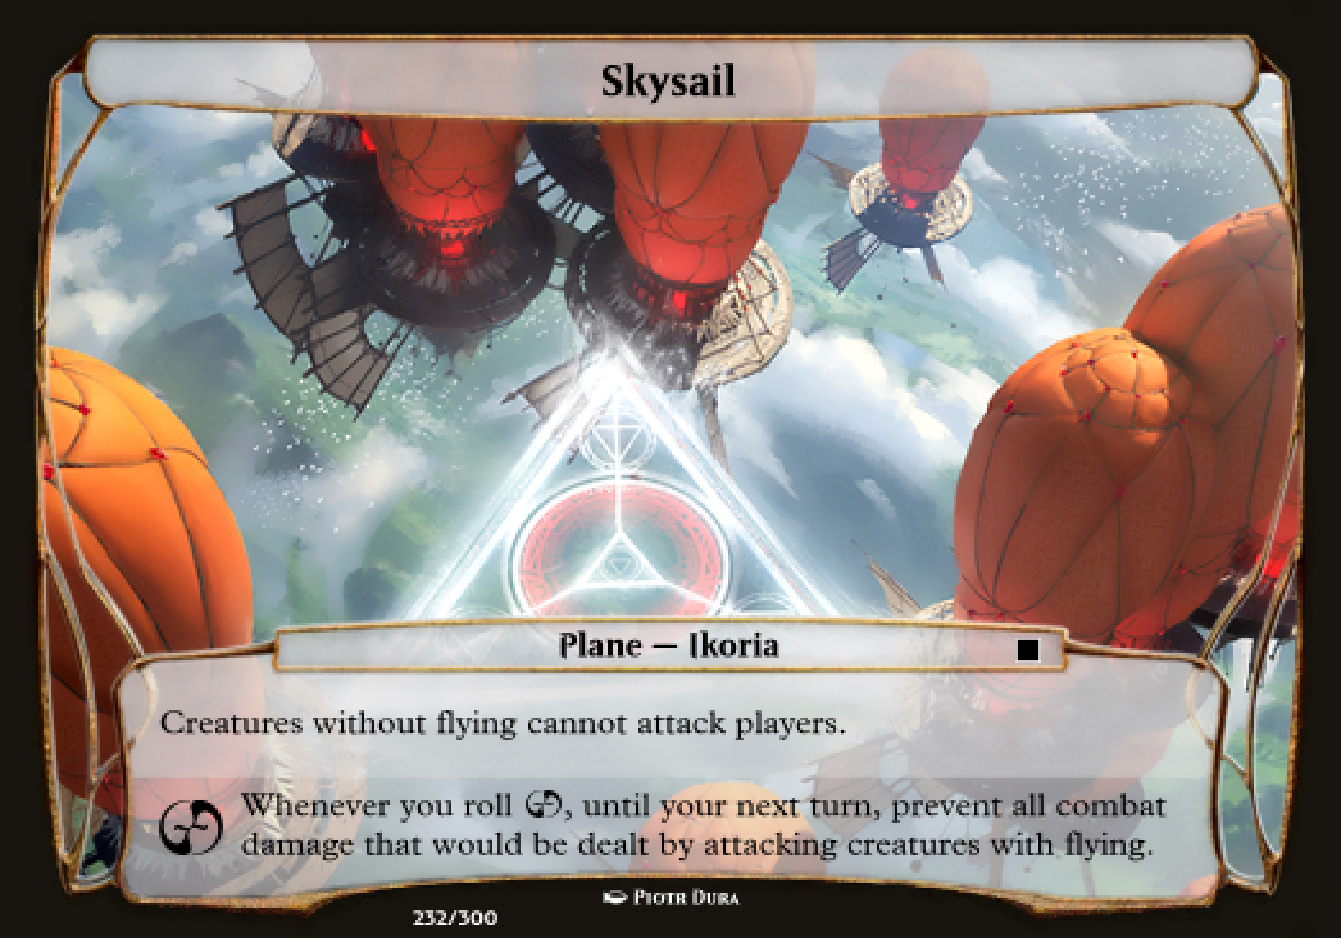 Skysail
Plane — Ikoria
Creatures without flying cannot attack players.
Whenever you roll , until your next turn, prevent all combat
damage that would be dealt by attacking creatures with flying.
Piotr Dura
232/300